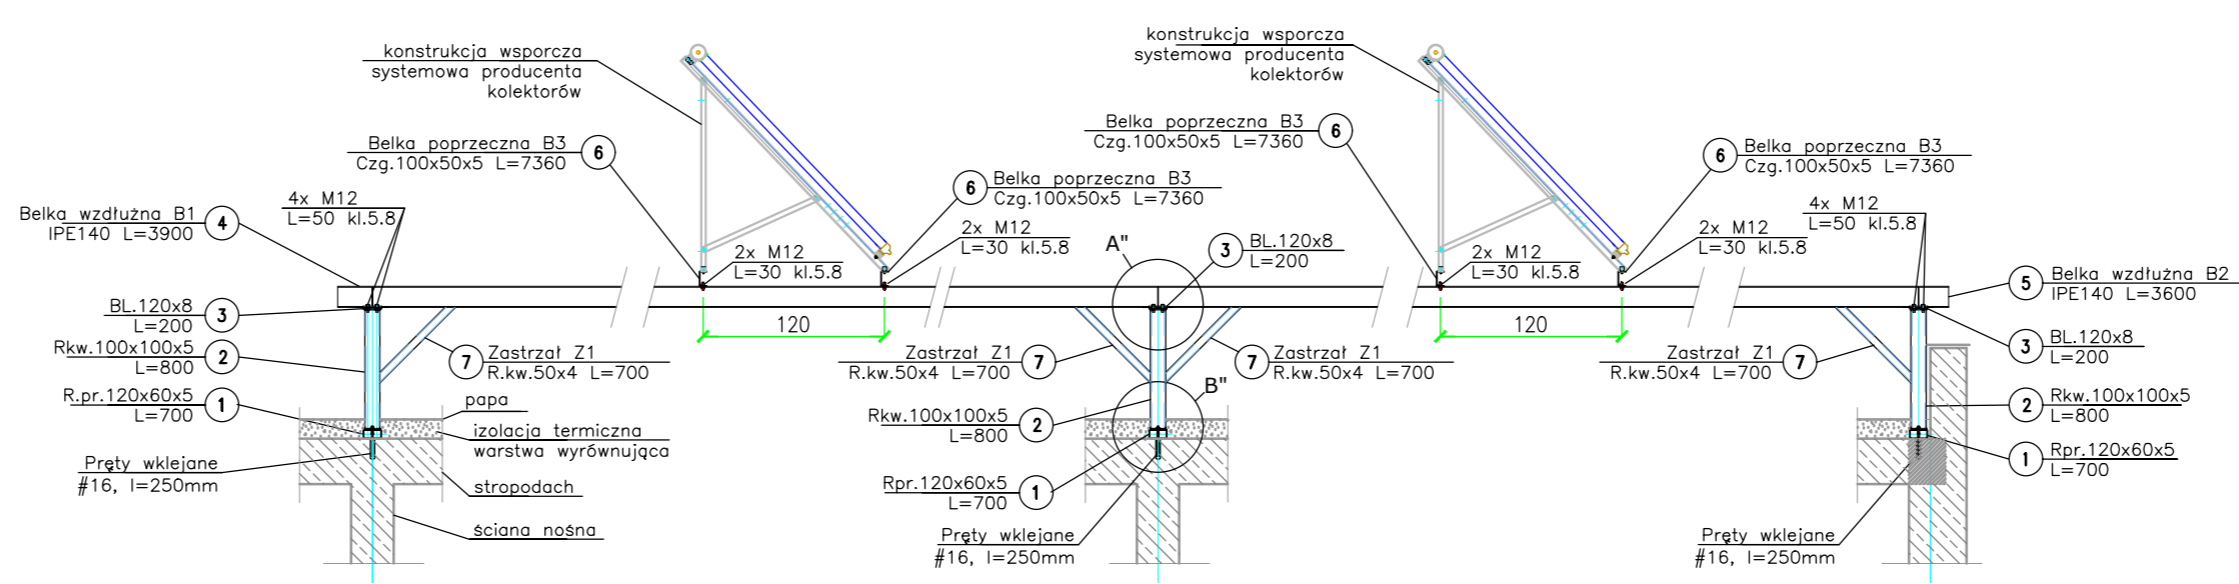 konstrukcja wsporcza
systemowa producenta
kolektorów
konstrukcja wsporcza
systemowa producenta
kolektorów
Belka poprzeczna B3
Czg.100x50x5 L=7360
6
6
Belka poprzeczna B3
Czg.100x50x5 L=7360
Belka poprzeczna B3
Czg.100x50x5 L=7360
6
6
Belka poprzeczna B3
Czg.100x50x5 L=7360
Belka wzdłużna B1
IPE140 L=3900
4
4x M12
L=50 kl.5.8
2x M12
L=30 kl.5.8
2x M12
L=30 kl.5.8
A"
3
BL.120x8
L=200
2x M12
L=30 kl.5.8
2x M12
L=30 kl.5.8
4x M12
L=50 kl.5.8
5
Belka wzdłużna B2
IPE140 L=3600
120
120
BL.120x8
L=200
3
Rkw.100x100x5
L=800
2
R.pr.120x60x5
L=700
1
7
Zastrzał Z1
R.kw.50x4 L=700
Zastrzał Z1
R.kw.50x4 L=700
7
7
Zastrzał Z1
R.kw.50x4 L=700
Zastrzał Z1
R.kw.50x4 L=700
7
3
BL.120x8
L=200
2
Rkw.100x100x5
L=800
1
Rpr.120x60x5
L=700
B"
papa
izolacja termiczna
warstwa wyrównująca
stropodach
ściana nośna
Pręty wklejane
#16, l=250mm
Rkw.100x100x5
L=800
2
Rpr.120x60x5
L=700
1
Pręty wklejane
#16, l=250mm
Pręty wklejane
#16, l=250mm